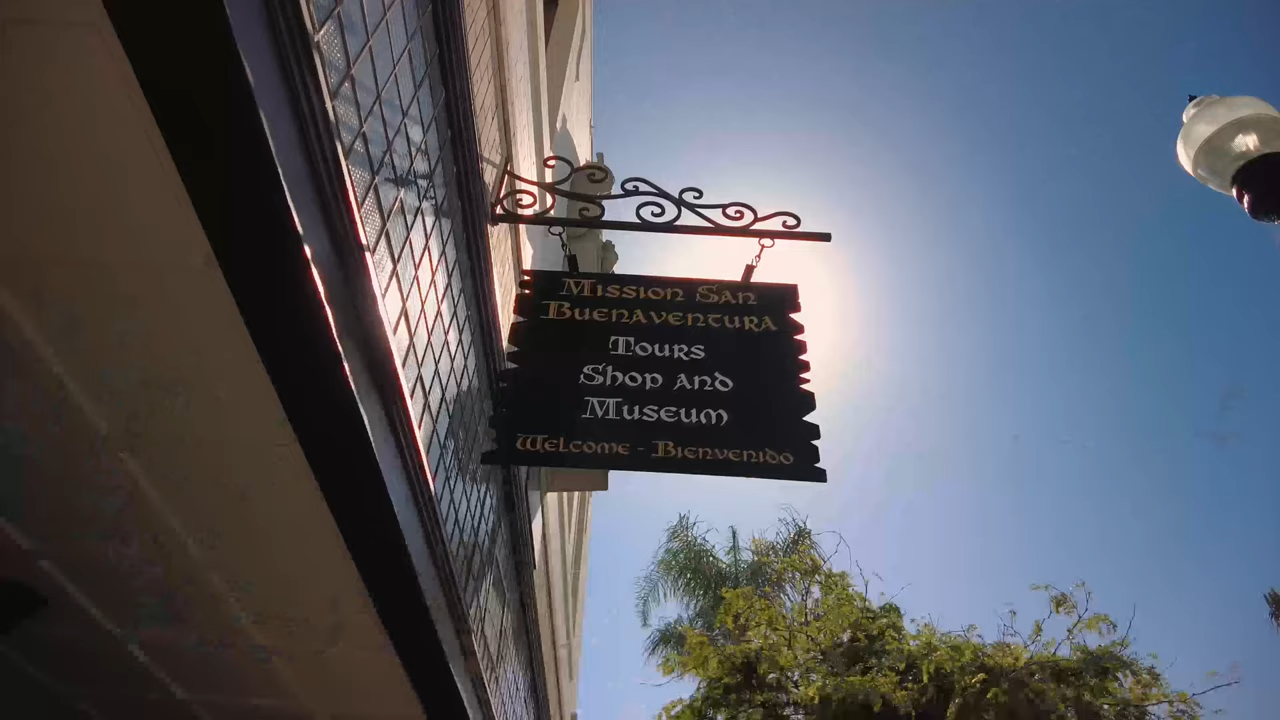 Mission San
Buenaventura
Tours
Shop and
Museum
Welcome - Bienvenido